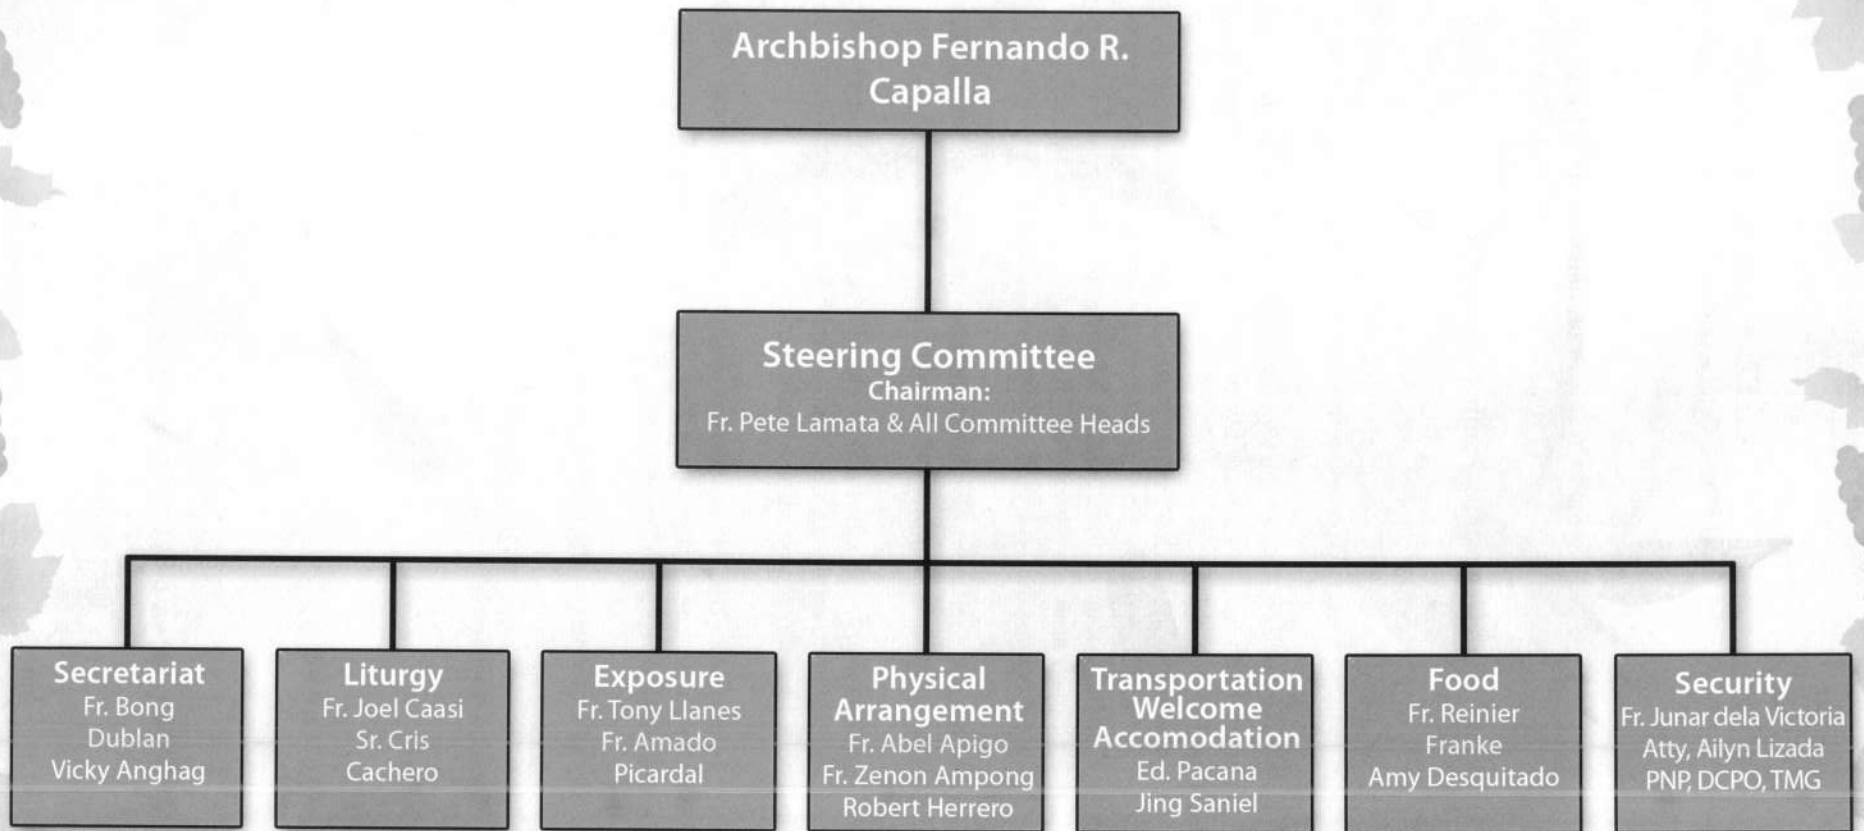 Archbishop Fernando R.
Capalla
Steering Committee
Chairman:
Fr. Pete Lamata & All Committee Heads
Secretariat
Fr. Bong
Dublan
Vicky Anghag
Liturgy
Fr. Joel Caasi
Sr. Cris
Cachero
Exposure
Fr. Tony Llanes
Fr. Amado
Picardal
Physical
Arrangement
Fr. Abel Apigo
Fr. Zenon Ampong
Robert Herrero
Transportation
Welcome
Accomodation
Ed. Pacana
Jing Saniel
Food
Fr. Reinier
Franke
Amy Desquitado
Security
Fr. Junar dela Victoria
Atty, Ailyn Lizada
PNP, DCPO, TMG